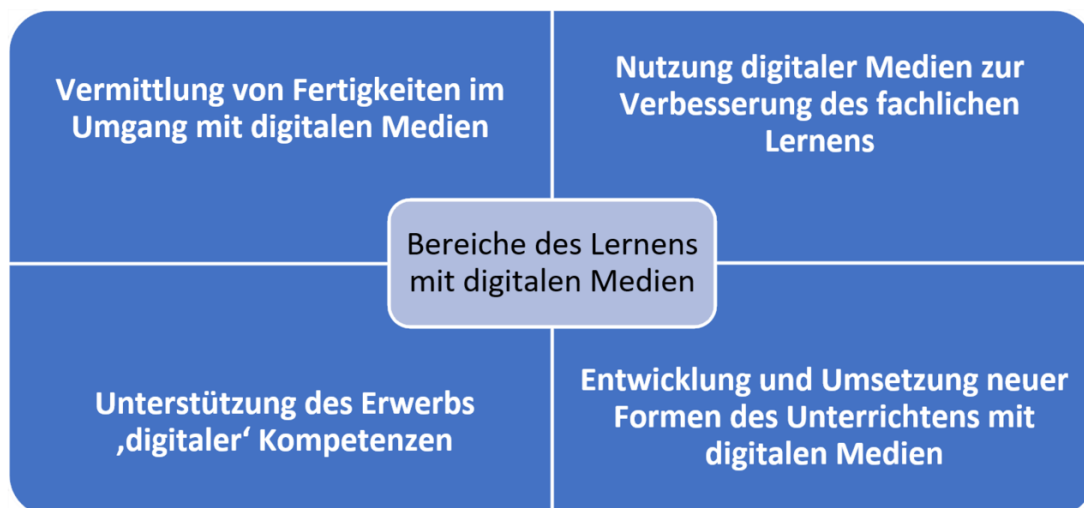 Vermittlung von Fertigkeiten im
Umgang mit digitalen Medien
Nutzung digitaler Medien zur
Verbesserung des fachlichen
Lernens
Bereiche des Lernens
mit digitalen Medien
Unterstützung des Erwerbs
‚digitaler‘ Kompetenzen
Entwicklung und Umsetzung neuer
Formen des Unterrichtens mit
digitalen Medien